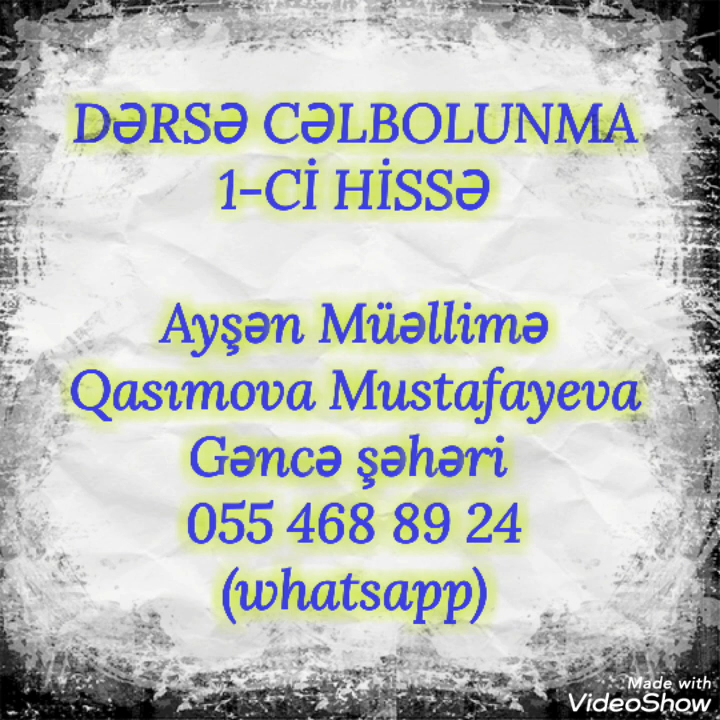 DƏRSƏ CƏLBOLUNMA
1-Cİ HİSSƏ
Ayşən Müəllimə
Qasımova Mustafayeva
Gəncə şəhəri
055 468 89 24
(whatsapp)
Made with
VideoShow